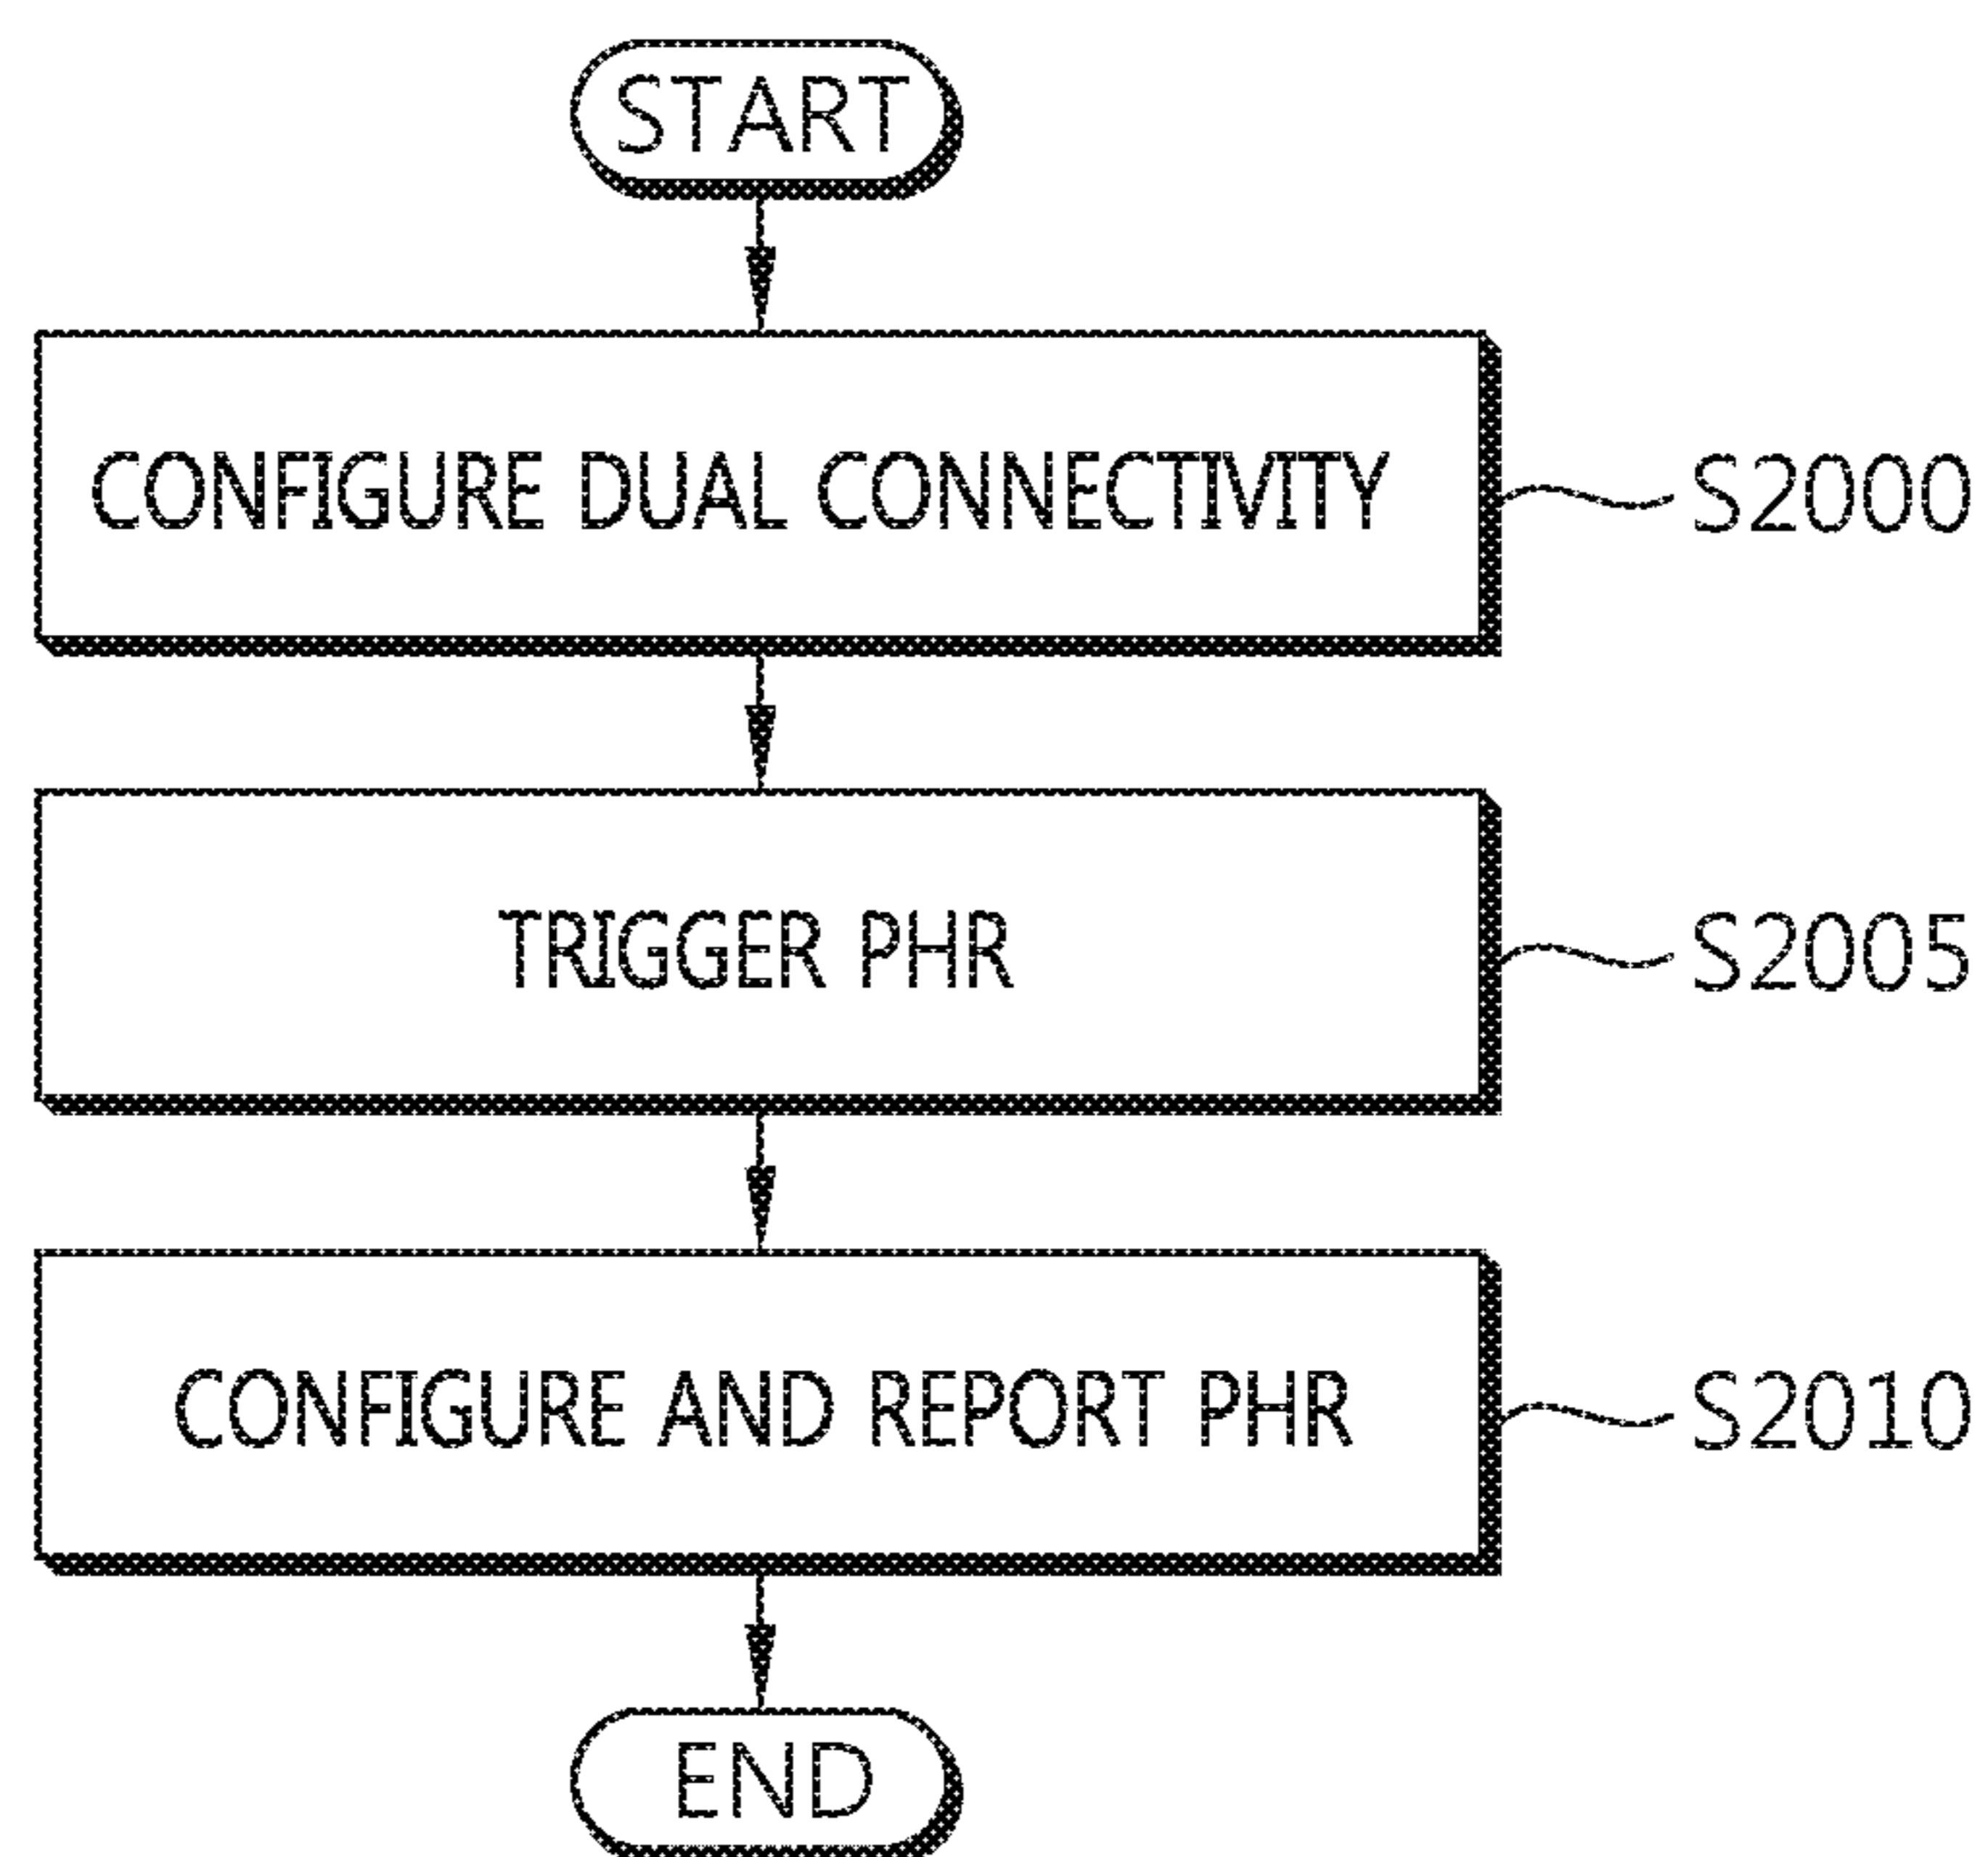 START
CONFIGURE DUAL CONNECTIVITY
S2000
TRIGGER PHR
S2005
CONFIGURE AND REPORT PHR
S2010
END